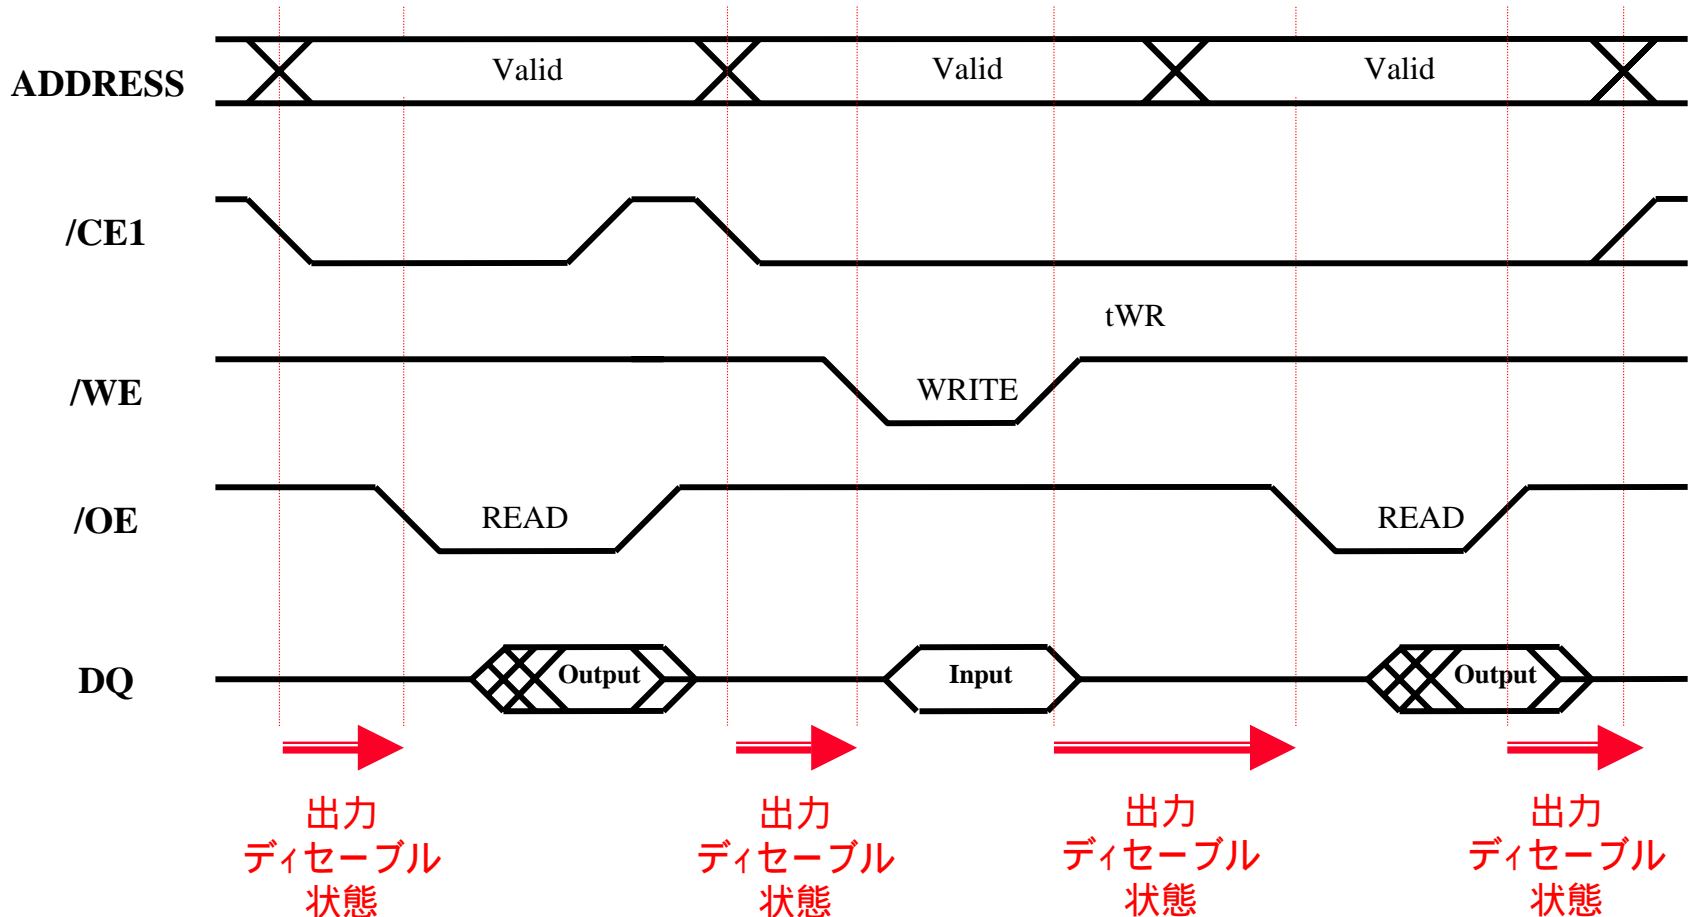 ADDRESS
Valid
Valid
Valid
/CE1
tWR
/WE
WRITE
/OE
READ
READ
DQ
Output
Input
Output
出力
ディセーブル
状態
出力
ディセーブル
状態
出力
ディセーブル
状態
出力
ディセーブル
状態